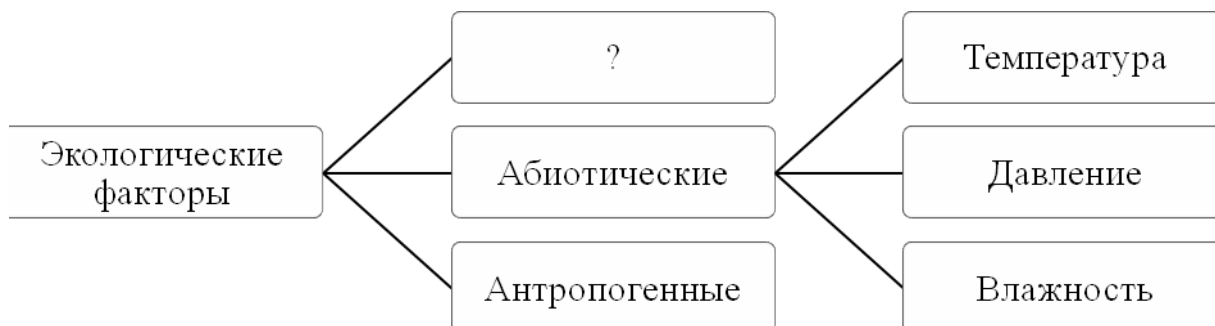 ?
Температура
Экологические
факторы
Абиотические
Давление
Антропогенные
Влажность